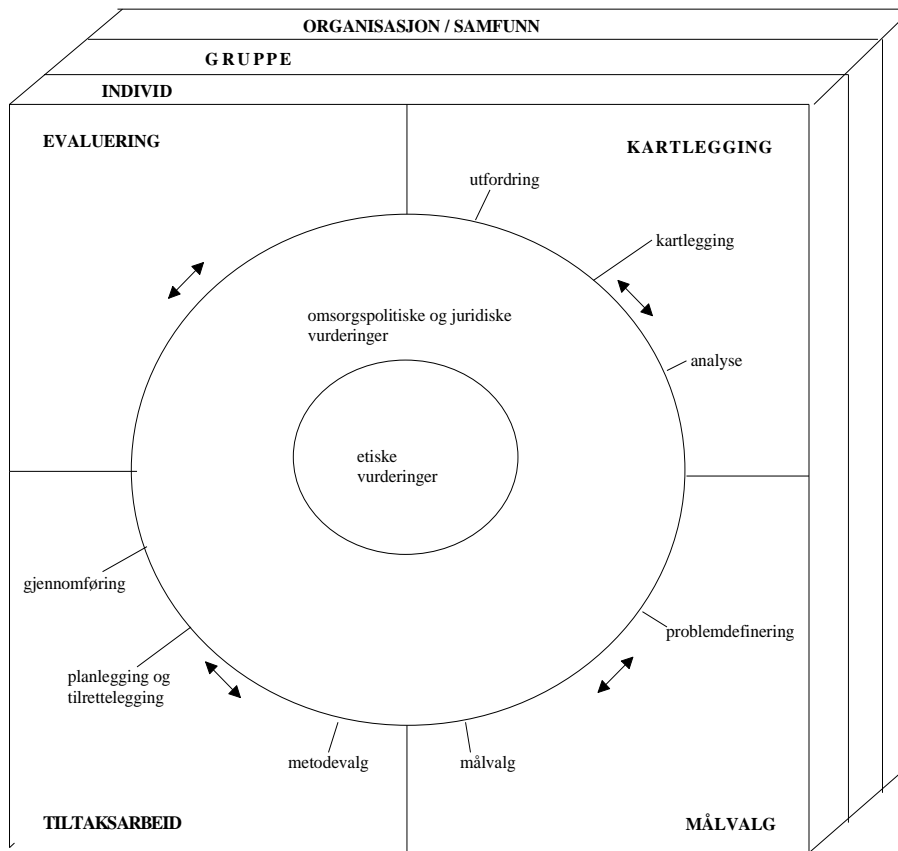 ORGANISASJON / SAMFUNN
GRUPPE
INDIVID
EVALUERING
KARTLEGGING
utfordring
kartlegging
omsorgspolitiske og juridiske
vurderinger
analyse
etiske
vurderinger
gjennomføring
problemdefinering
planlegging og
tilrettelegging
metodevalg
målvalg
TILTAKSARBEID
MÅLVALG